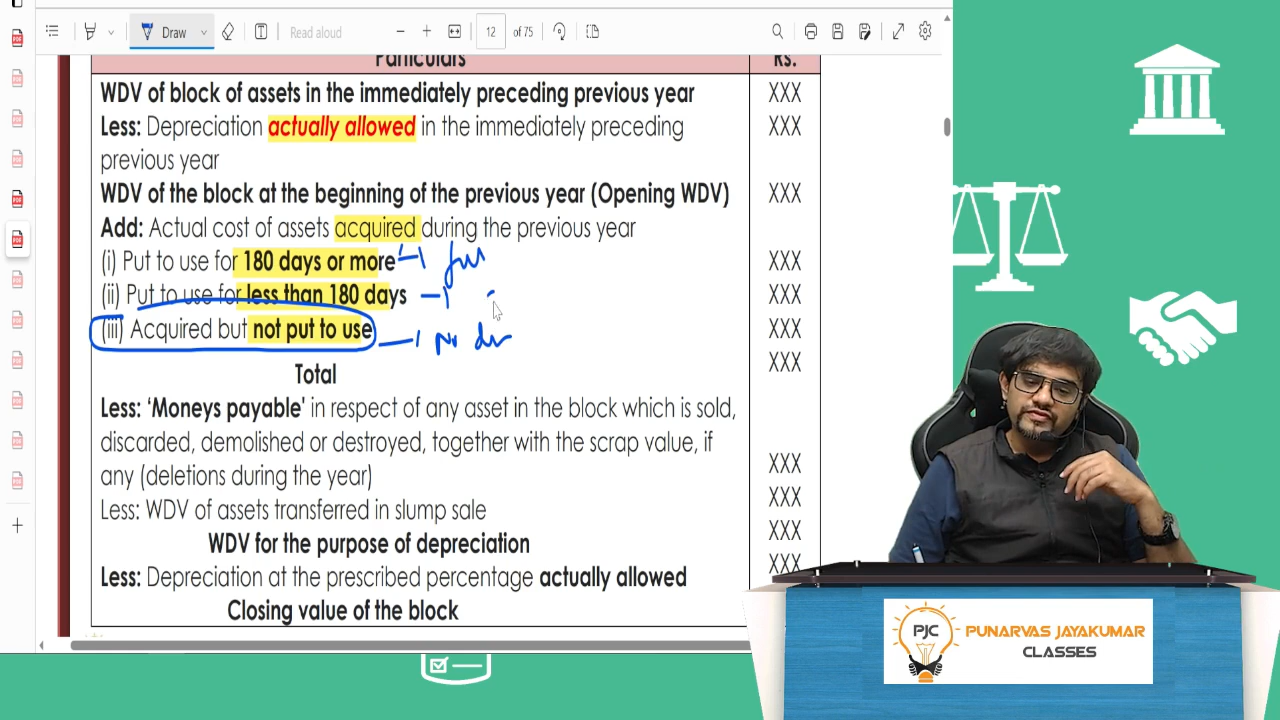 Draw
Read aloud
12
of 75
Particulars
Rs.
WDV of block of assets in the immediately preceding previous year
XXX
Less: Depreciation actually allowed in the immediately preceding
XXX
previous year
WDV of the block at the beginning of the previous year (Opening WDV)
XXX
Add: Actual cost of assets acquired during the previous year
(i) Put to use for 180 days or more
XXX
(ii) Put to use for less than 180 days
XXX
(iii) Acquired but not put to use
No
XXX
XXX
Total
Less: ‘Moneys payable' in respect of any asset in the block which is sold,
discarded, demolished or destroyed, together with the scrap value, if
XXX
any (deletions during the year)
XXX
Less: WDV of assets transferred in slump sale
XXX
WDV for the purpose of depreciation
XXX
Less: Depreciation at the prescribed percentage actually allowed
Closing value of the block
PJC
PUNARVAS JAYAKUMAR
CLASSES